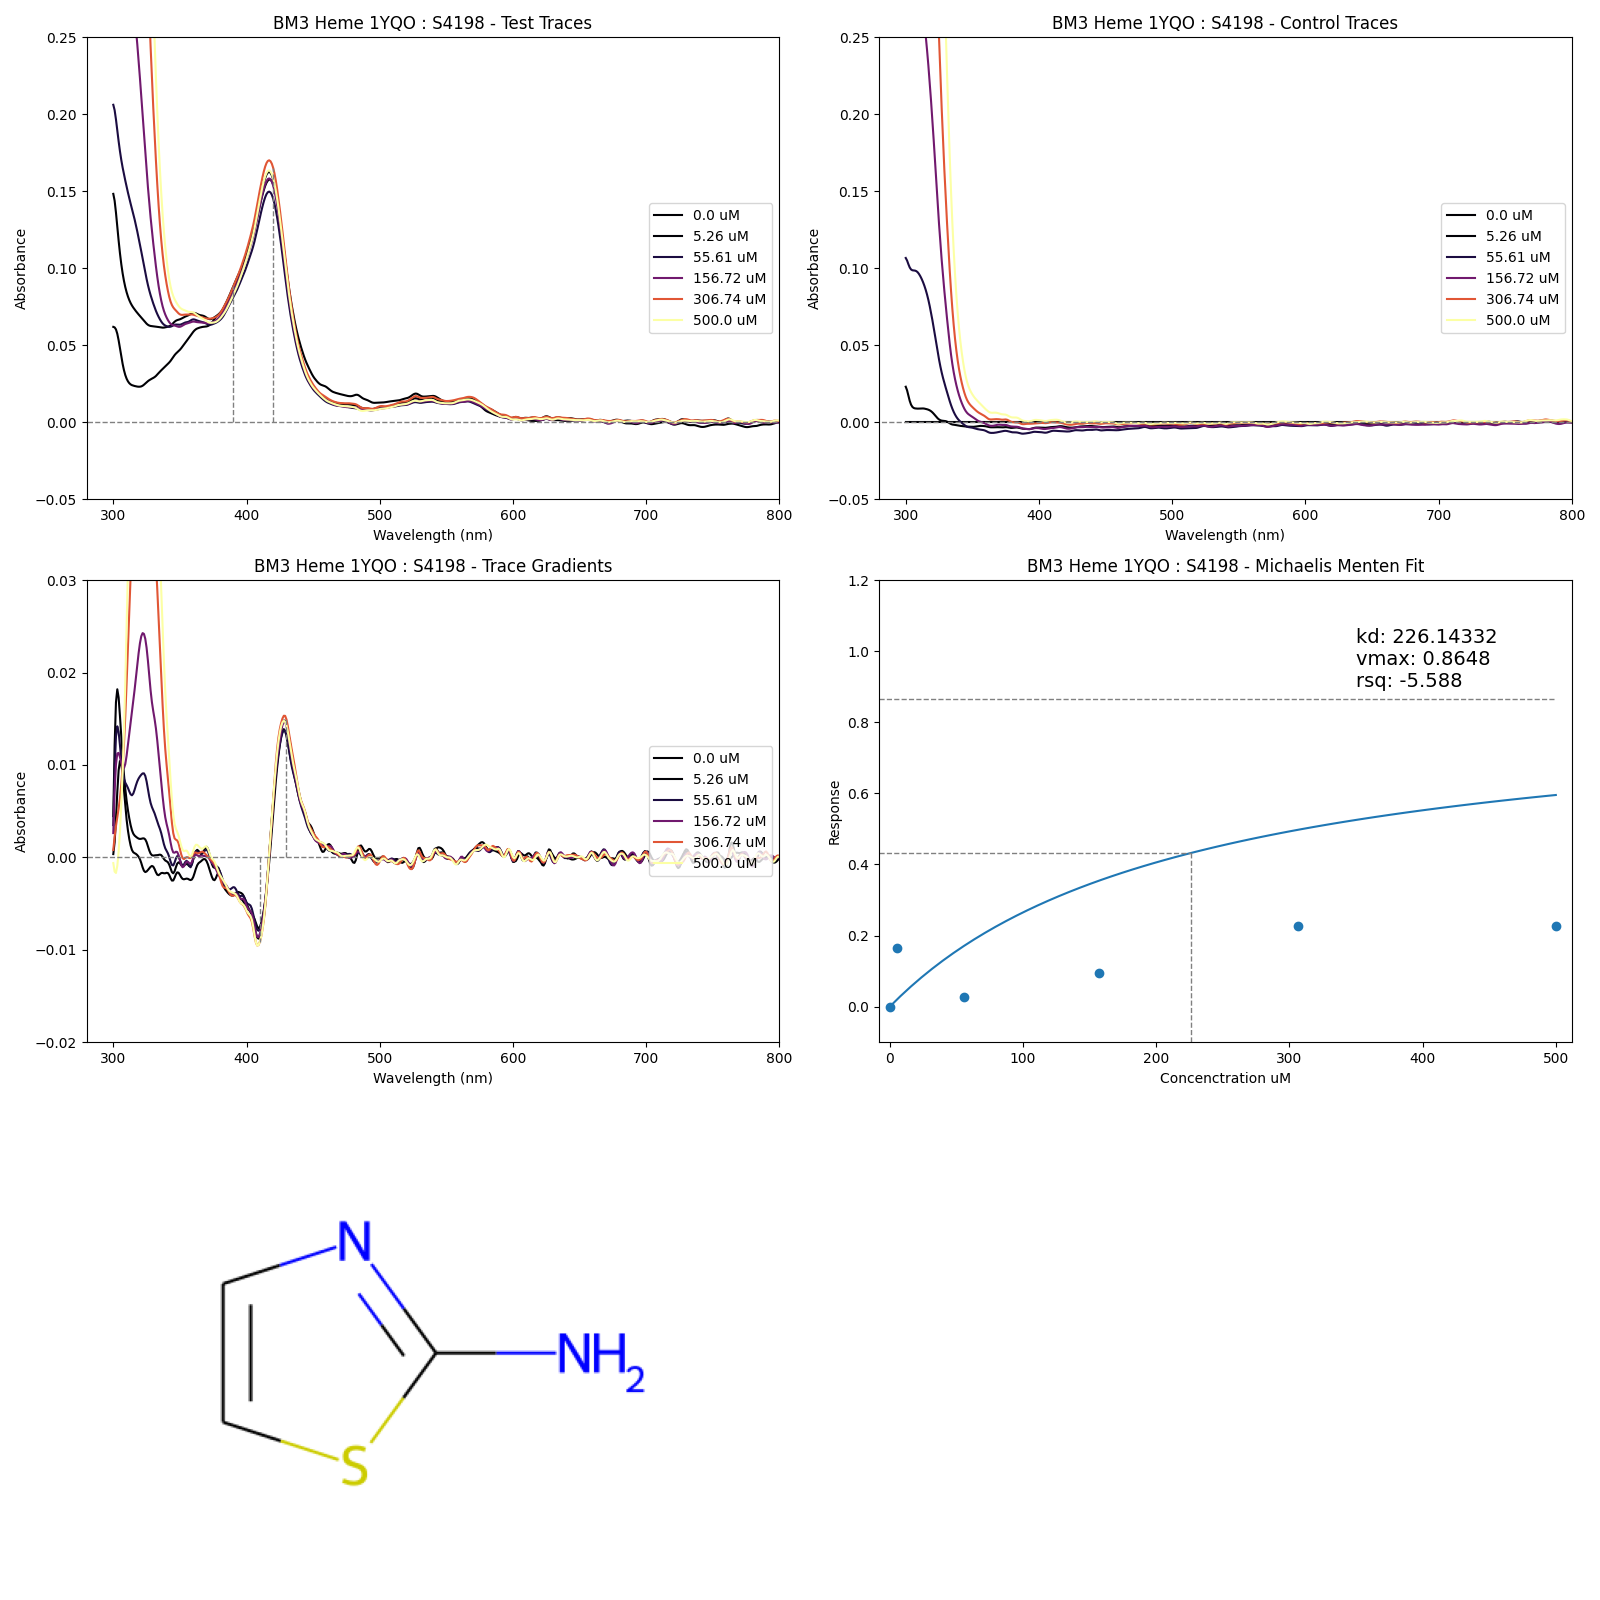 BM3 Heme 1YQO : S4198 - Test Traces
0.25
0.20
0.15
0.10
0.05
0.00
−0.05
Absorbance
300
400
500
600
700
800
Wavelength (nm)
0.0 uM
5.26 uM
55.61 uM
156.72 uM
306.74 uM
500.0 uM
BM3 Heme 1YQO : S4198 - Control Traces
0.25
0.20
0.15
0.10
0.05
0.00
−0.05
Absorbance
300
400
500
600
700
800
Wavelength (nm)
0.0 uM
5.26 uM
55.61 uM
156.72 uM
306.74 uM
500.0 uM
BM3 Heme 1YQO : S4198 - Trace Gradients
0.03
0.02
0.01
0.00
−0.01
−0.02
Absorbance
300
400
500
600
700
800
Wavelength (nm)
0.0 uM
5.26 uM
55.61 uM
156.72 uM
306.74 uM
500.0 uM
BM3 Heme 1YQO : S4198 - Michaelis Menten Fit
1.2
1.0
0.8
0.6
0.4
0.2
0.0
Response
0
100
200
300
400
500
Concenctration uM
kd: 226.14332
vmax: 0.8648
rsq: -5.588
N
NH2
S